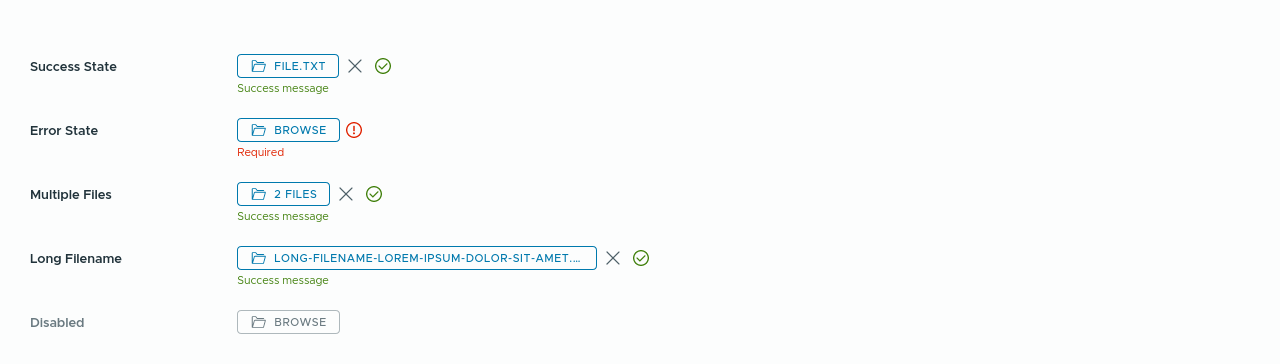 Success State FILE.TXT
Success message
Error State BROWSE
Required
Multiple Files 2 FILES
Success message
Long Filename LONG-FILENAME-LOREM-IPSUM-DOLOR-SIT-AMET....
Success message
Disabled BROWSE